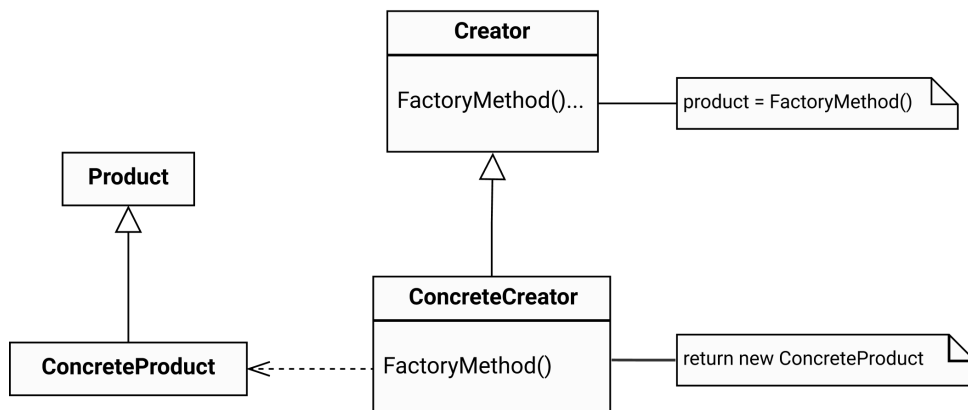 Creator
FactoryMethod()...
product = FactoryMethod()
Product
ConcreteCreator
ConcreteProduct
FactoryMethod()
return new ConcreteProduct